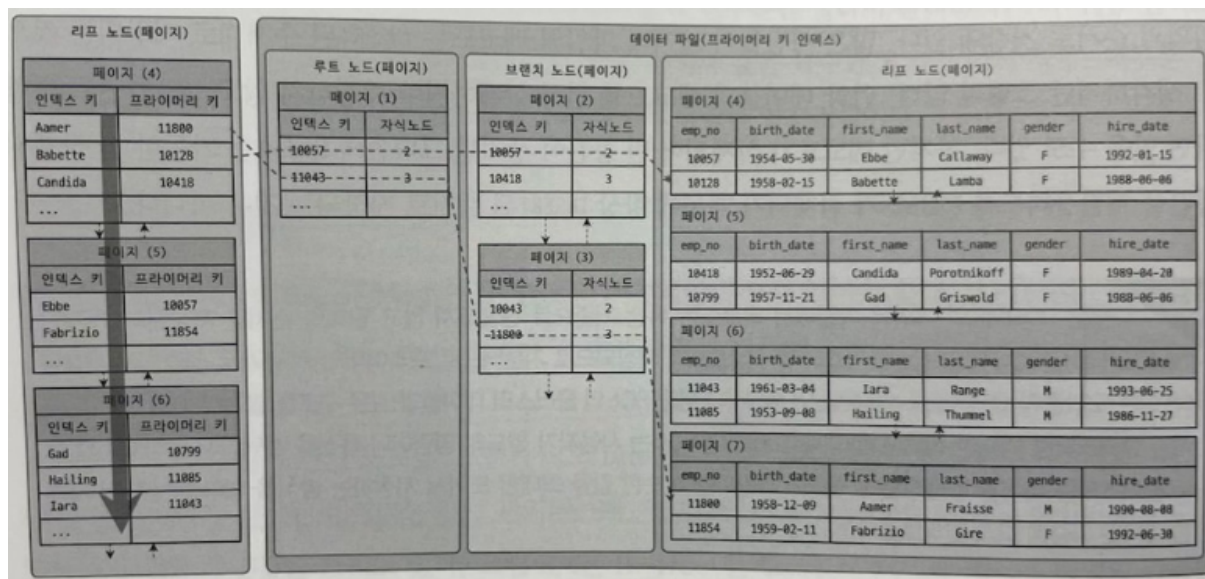 리프 노드(페이지)
페이지 (4)
인덱스 키 프라이머리 키
Aamer 11800
Babette 10128
Candida 10418
...
페이지 (5)
인덱스 키 프라이머리 키
Ebbe 10057
Fabrizio 11854
...
페이지 (6)
인덱스 키 프라이머리 키
Gad 10799
Hailing 11085
Iara 11043
...
데이터 파일(프라이머리 키 인덱스)
루트 노드(페이지)
페이지 (1)
인덱스 키 자식노드
10057 2
11043 3
...
브랜치 노드(페이지)
페이지 (2)
인덱스 키 자식노드
10057 2
10418 3
...
페이지 (3)
인덱스 키 자식노드
10043 2
11800 3
...
리프 노드(페이지)
페이지 (4)
emp_no birth_date first_name last_name gender hire_date
10057 1954-05-30 Ebbe Callaway F 1992-01-15
10128 1958-02-15 Babette Lamba F 1988-06-06
페이지 (5)
emp_no birth_date first_name last_name gender hire_date
10418 1952-06-29 Candida Porotnikoff F 1989-04-20
10799 1957-11-21 Gad Griswold F 1988-06-06
페이지 (6)
emp_no birth_date first_name last_name gender hire_date
11043 1961-03-04 Iara Range M 1993-06-25
11085 1953-09-08 Hailing Thummel M 1986-11-27
페이지 (7)
emp_no birth_date first_name last_name gender hire_date
11800 1958-12-09 Aamer Fraisse M 1990-08-08
11854 1959-02-11 Fabrizio Gire F 1992-06-30